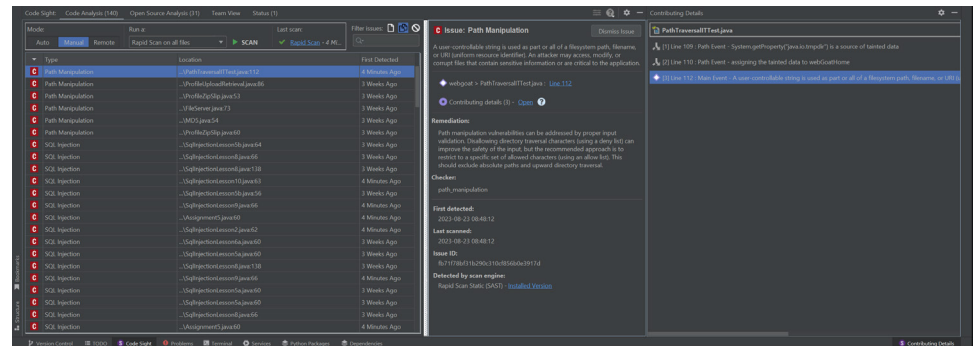 Code Sight: Code Analysis (140) Open Source Analysis (31) Team View Status (1)
Mode: Run a: Last scan: Filter Issues:
Auto Manual Remote Rapid Scan on all files SCAN Rapid Scan - 4 Mi...
Type Location First Detected
Path Manipulation ...\PathTraversalITTest.java:112 4 Minutes Ago
Path Manipulation ...\ProfileUploadRetrieval.java:86 3 Weeks Ago
Path Manipulation ...\ProfileZipSlip.java:53 3 Weeks Ago
Path Manipulation ...\FileServer.java:73 3 Weeks Ago
Path Manipulation ...\MD5.java:54 3 Weeks Ago
Path Manipulation ...\ProfileZipSlip.java:60 3 Weeks Ago
SQL Injection ...\SqlInjectionLesson5b.java:64 3 Weeks Ago
SQL Injection ...\SqlInjectionLesson8.java:66 3 Weeks Ago
SQL Injection ...\SqlInjectionLesson8.java:138 3 Weeks Ago
SQL Injection ...\SqlInjectionLesson10.java:63 4 Minutes Ago
SQL Injection ...\SqlInjectionLesson5b.java:56 3 Weeks Ago
SQL Injection ...\SqlInjectionLesson9.java:66 4 Minutes Ago
SQL Injection ...\Assignment5.java:60 4 Minutes Ago
SQL Injection ...\SqlInjectionLesson2.java:62 4 Minutes Ago
SQL Injection ...\SqlInjectionLesson6a.java:60 3 Weeks Ago
SQL Injection ...\SqlInjectionLesson5a.java:60 3 Weeks Ago
SQL Injection ...\SqlInjectionLesson8.java:138 3 Weeks Ago
SQL Injection ...\SqlInjectionLesson9.java:66 4 Minutes Ago
SQL Injection ...\SqlInjectionLesson5a.java:60 3 Weeks Ago
SQL Injection ...\SqlInjectionLesson5a.java:60 3 Weeks Ago
SQL Injection ...\SqlInjectionLesson8.java:66 3 Weeks Ago
SQL Injection ...\Assignment5.java:60 4 Minutes Ago
Bookmarks
Structure
C Issue: Path Manipulation Dismiss Issue
A user-controllable string is used as part or all of a filesystem path, filename,
or URI (uniform resource identifier). An attacker may access, modify, or
corrupt files that contain sensitive information or are critical to the application.
webgoat > PathTraversalITTest.java : Line 112
Contributing details (3) - Open ?
Remediation:
Path manipulation vulnerabilities can be addressed by proper input
validation. Disallowing directory traversal characters (using a deny list) can
improve the safety of the input, but the recommended approach is to
restrict to a specific set of allowed characters (using an allow list). This
should exclude absolute paths and upward directory traversal.
Checker:
path_manipulation
First detected:
2023-08-23 08:48:12
Last scanned:
2023-08-23 08:48:12
Issue ID:
Detected by scan engine:
Rapid Scan Static (SAST) - Installed Version
Contributing Details
PathTraversalITTest.java
[1] Line 109 : Path Event - System.getProperty("java.io.tmpdir") is a source of tainted data
[2] Line 110 : Path Event - assigning the tainted data to webGoatHome
[3] Line 112 : Main Event - A user-controllable string is used as part or all of a filesystem path, filename, or URI (u
Version Control TODO Code Sight Problems Terminal Services Python Packages Dependencies Contributing Details